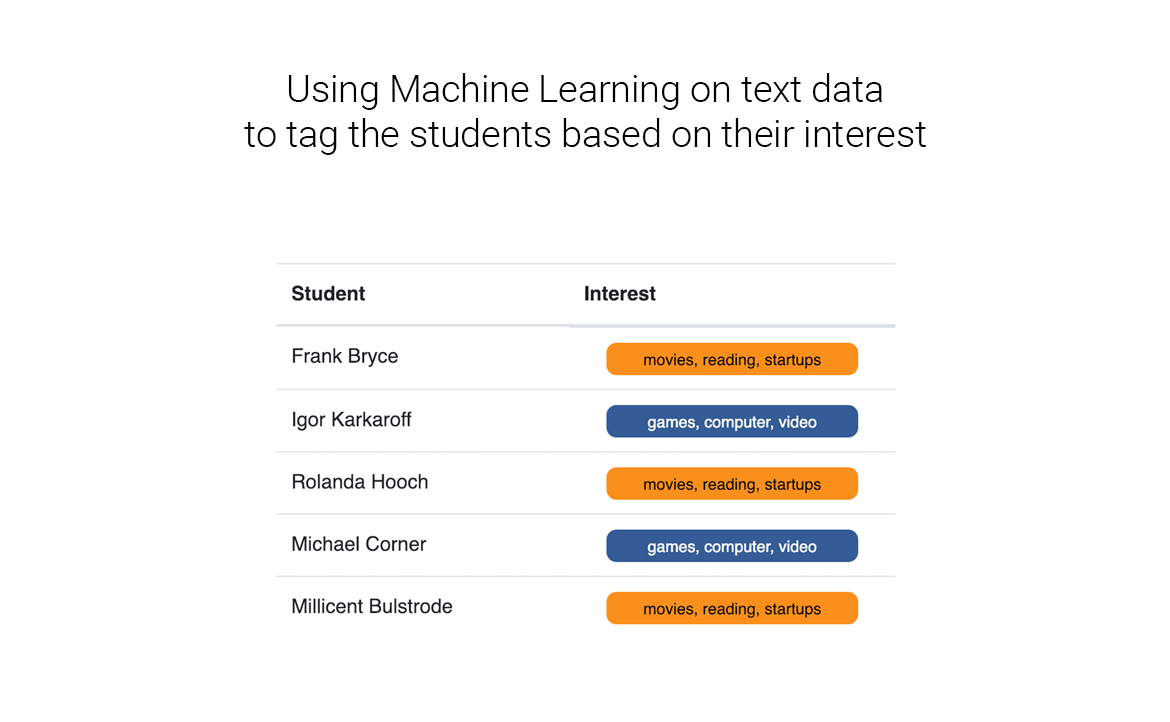 Using Machine Learning on text data
to tag the students based on their interest
Student Interest
Frank Bryce movies, reading, startups
Igor Karkaroff games, computer, video
Rolanda Hooch movies, reading, startups
Michael Corner games, computer, video
Millicent Bulstrode movies, reading, startups